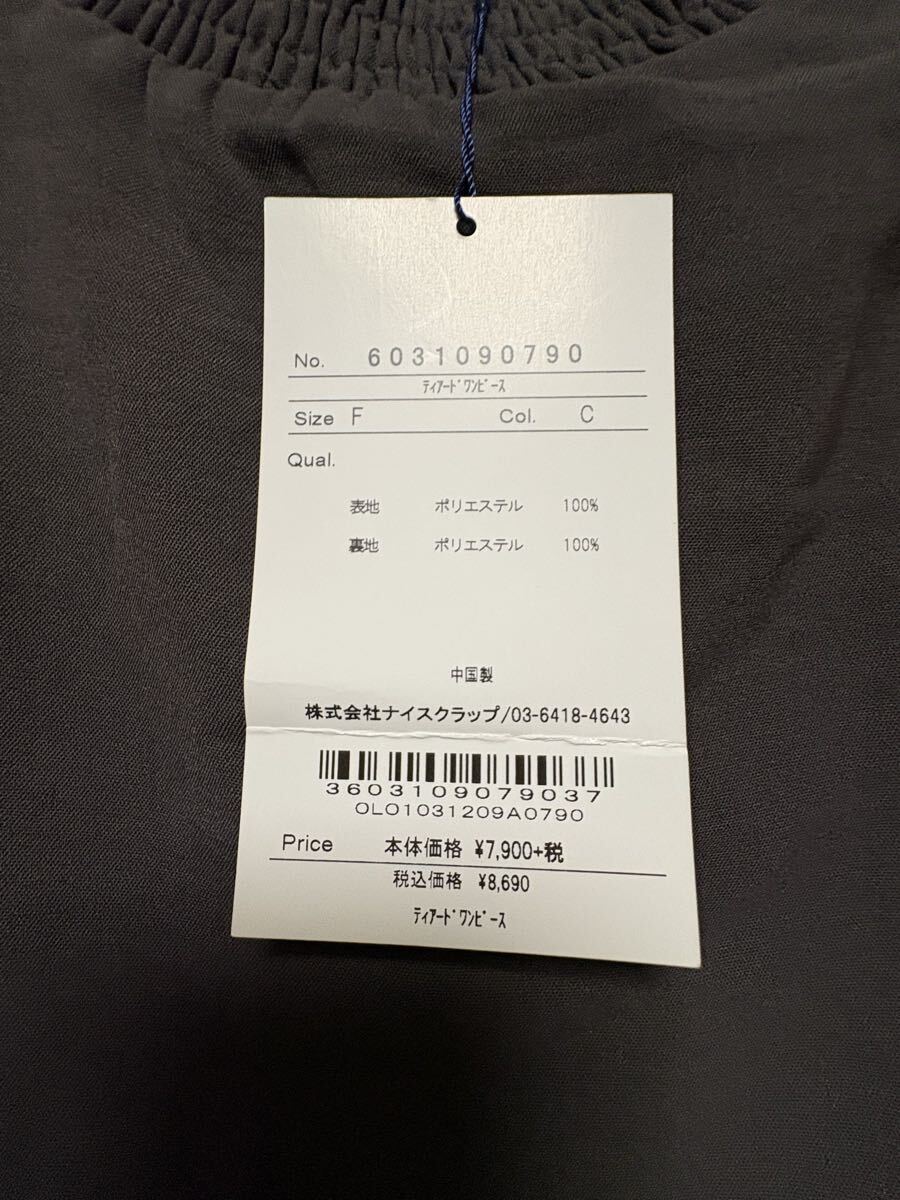 No. 6031090790
ﾃｨｱｰﾄﾞﾜﾝﾋﾟｰｽ
Size F Col. C
Qual.
表地 ポリエステル 100%
裏地 ポリエステル 100%
中国製
株式会社ナイスクラップ/03-6418-4643
3603109079037
0L01031209A0790
Price 本体価格 ¥7,900+税
税込価格 ¥8,690
ﾃｨｱｰﾄﾞﾜﾝﾋﾟｰｽ